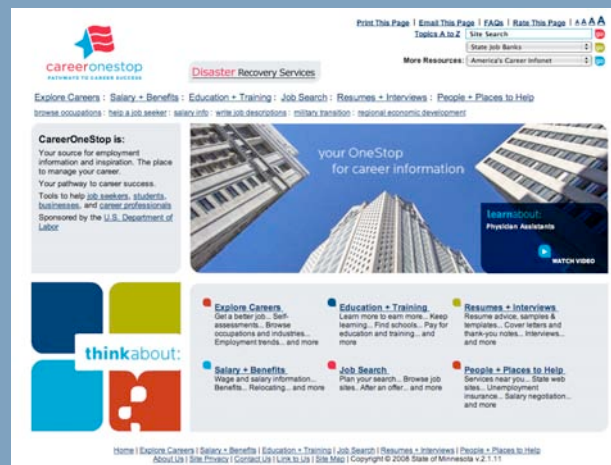 Print This Page | Email This Page | FAQs | Rate This Page | A A A A
Topics A to Z Site Search go
State Job Banks go
More Resources: America's Career Infonet go
careeronestop
PATHWAYS TO CAREER SUCCESS
Disaster Recovery Services
Explore Careers : Salary + Benefits : Education + Training : Job Search : Resumes + Interviews : People + Places to Help
browse occupations : help a job seeker : salary info : write job descriptions : military transition : regional economic development
CareerOneStop is:
Your source for employment
information and inspiration. The place
to manage your career.
Your pathway to career success.
Tools to help job seekers, students,
businesses, and career professionals
Sponsored by the U.S. Department of
Labor
your OneStop
for career information
learnabout:
Physician Assistants
WATCH VIDEO
thinkabout:
Explore Careers
Get a better job... Self-
assessments... Browse
occupations and industries...
Employment trends... and more
Education + Training
Learn more to earn more... Keep
learning... Find schools... Pay for
education and training... and
more
Resumes + Interviews
Resume advice, samples &
templates... Cover letters and
thank-you notes... Interviews...
and more
Salary + Benefits
Wage and salary information...
Benefits... Relocating... and more
Job Search
Plan your search... Browse job
sites... After an offer... and more
People + Places to Help
Services near you... State web
sites... Unemployment
insurance... Salary negotiation...
and more
Home | Explore Careers | Salary + Benefits | Education + Training | Job Search | Resumes + Interviews | People + Places to Help
About Us | Site Privacy | Contact Us | Link to Us | Site Map | Copyright © 2008 State of Minnesota v.2.1.11